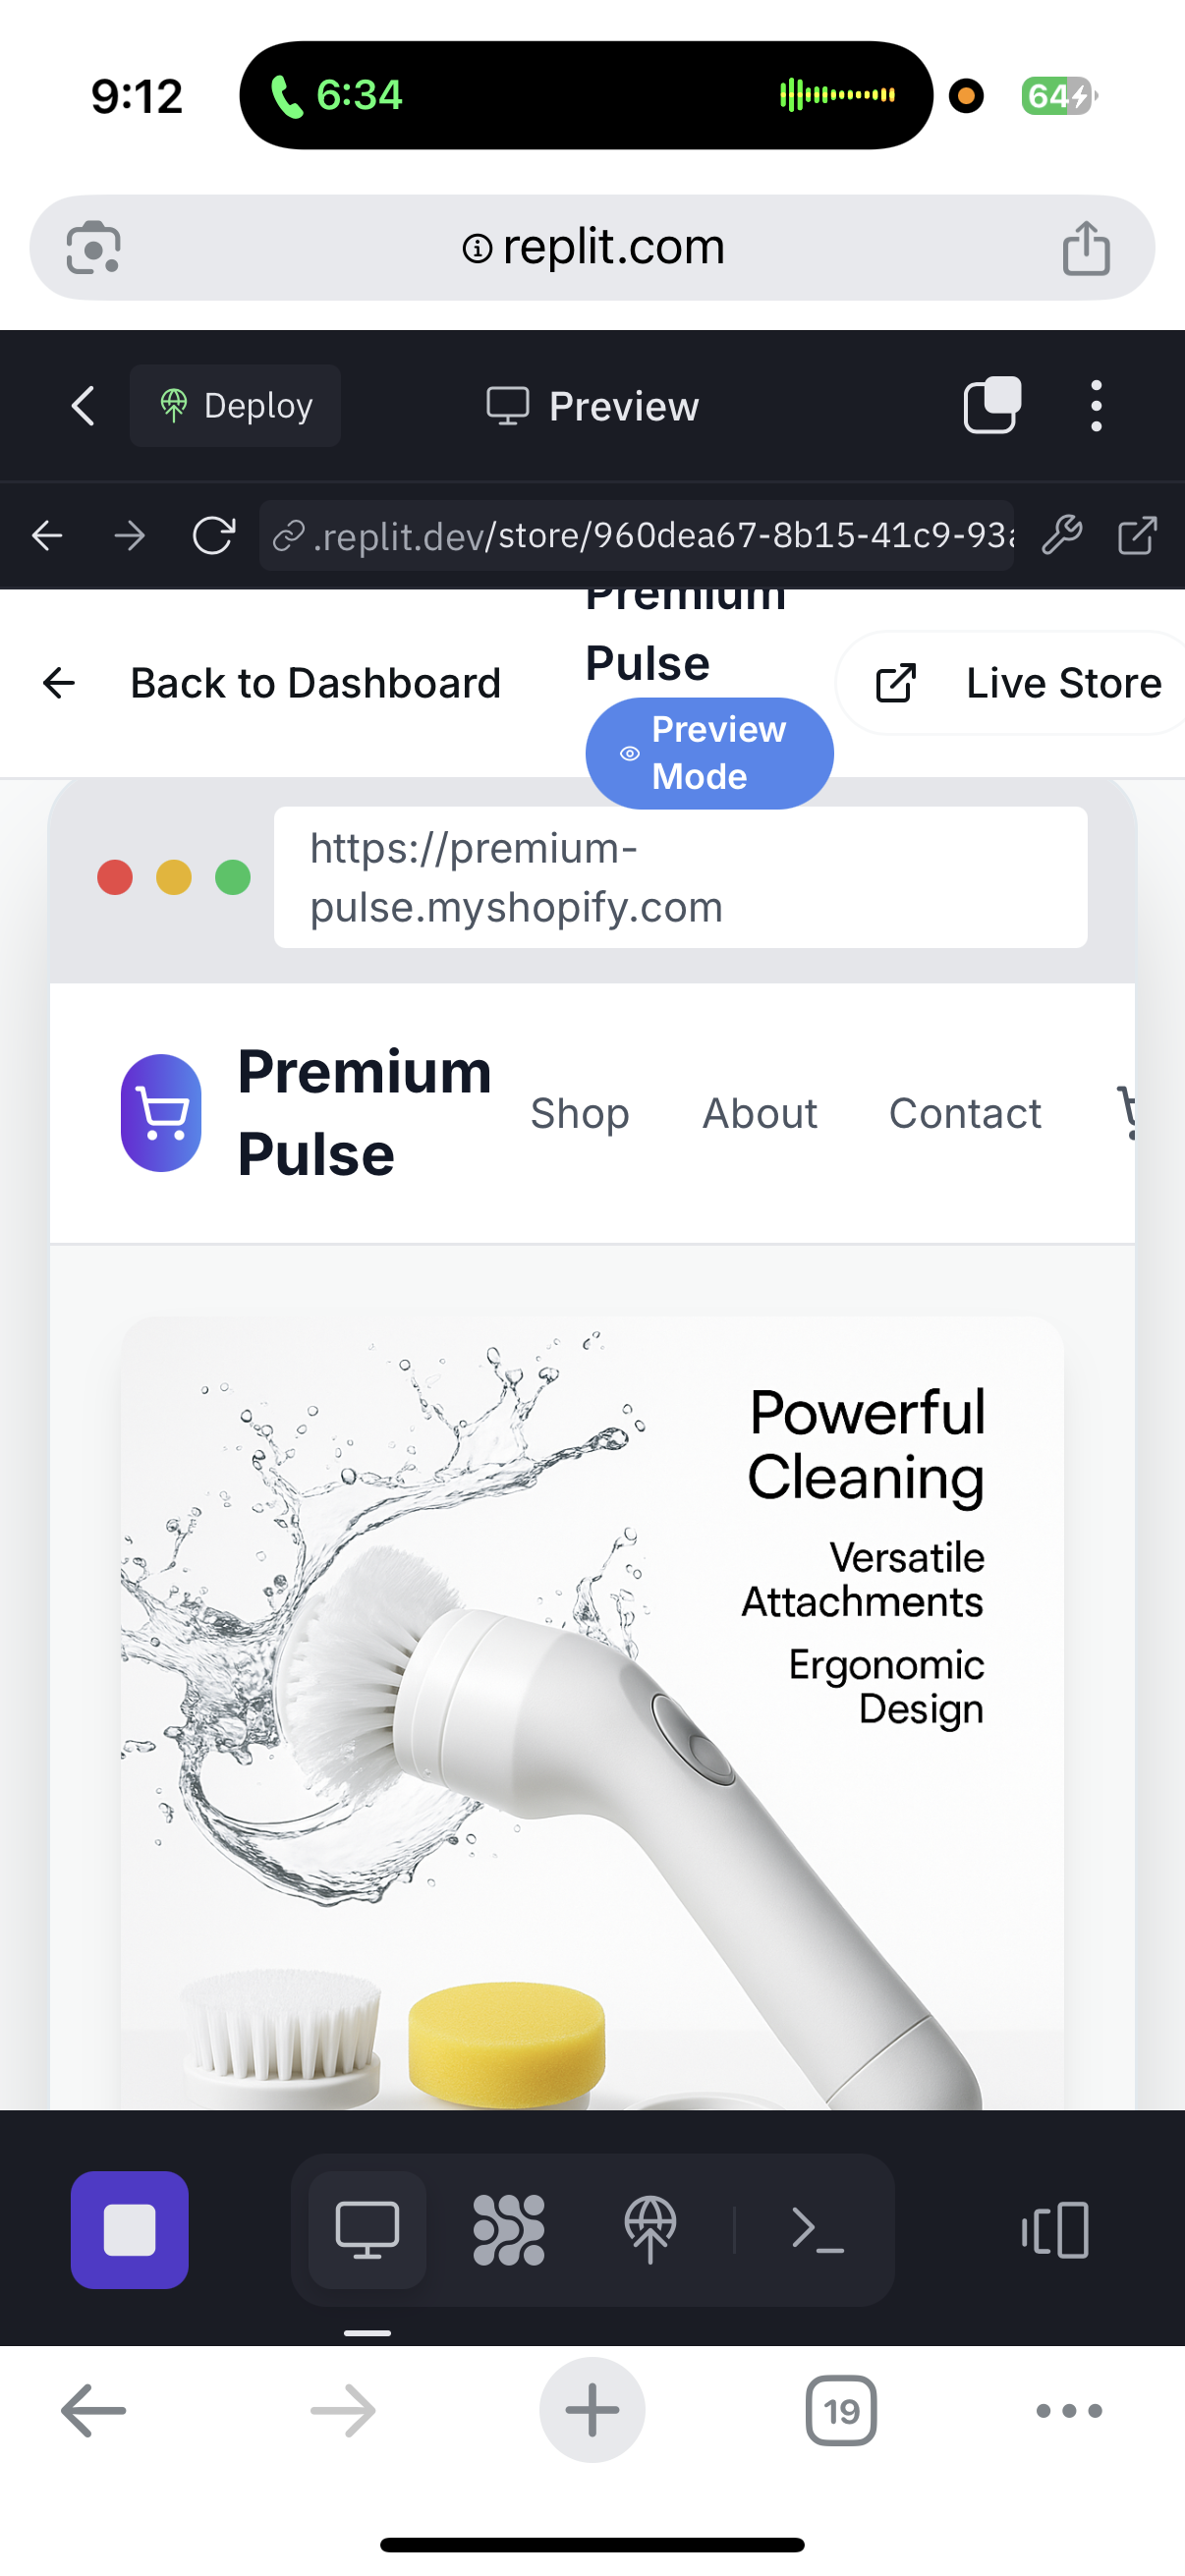 9:12
6:34
64
replit.com
Deploy
Preview
.replit.dev/store/960dea67-8b15-41c9-93a
Premium
Pulse
Back to Dashboard
Live Store
Preview
Mode
https://premium-
pulse.myshopify.com
Premium
Pulse
Shop
About
Contact
Powerful
Cleaning
Versatile
Attachments
Ergonomic
Design
19